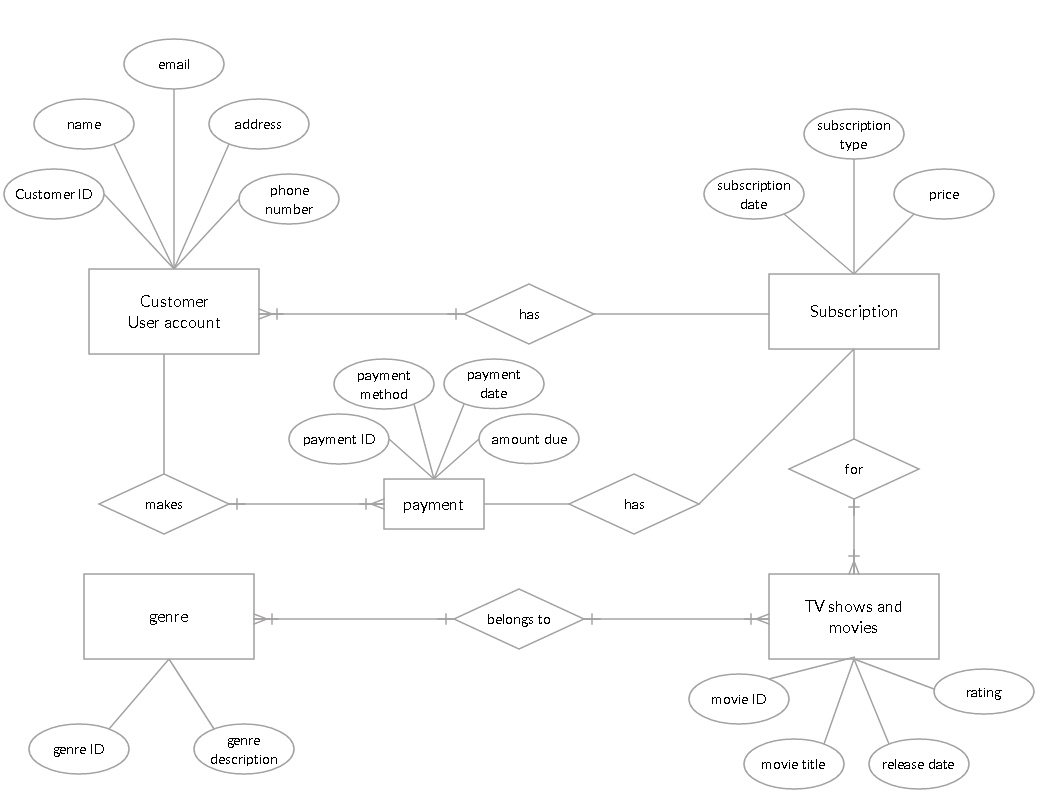 email
name
address
Customer ID
phone
number
subscription
type
subscription
date
price
Customer
User account
has
Subscription
payment
method
payment
date
payment ID
amount due
for
makes
payment
has
genre
belongs to
TV shows and
movies
movie ID
rating
genre ID
genre
description
movie title
release date